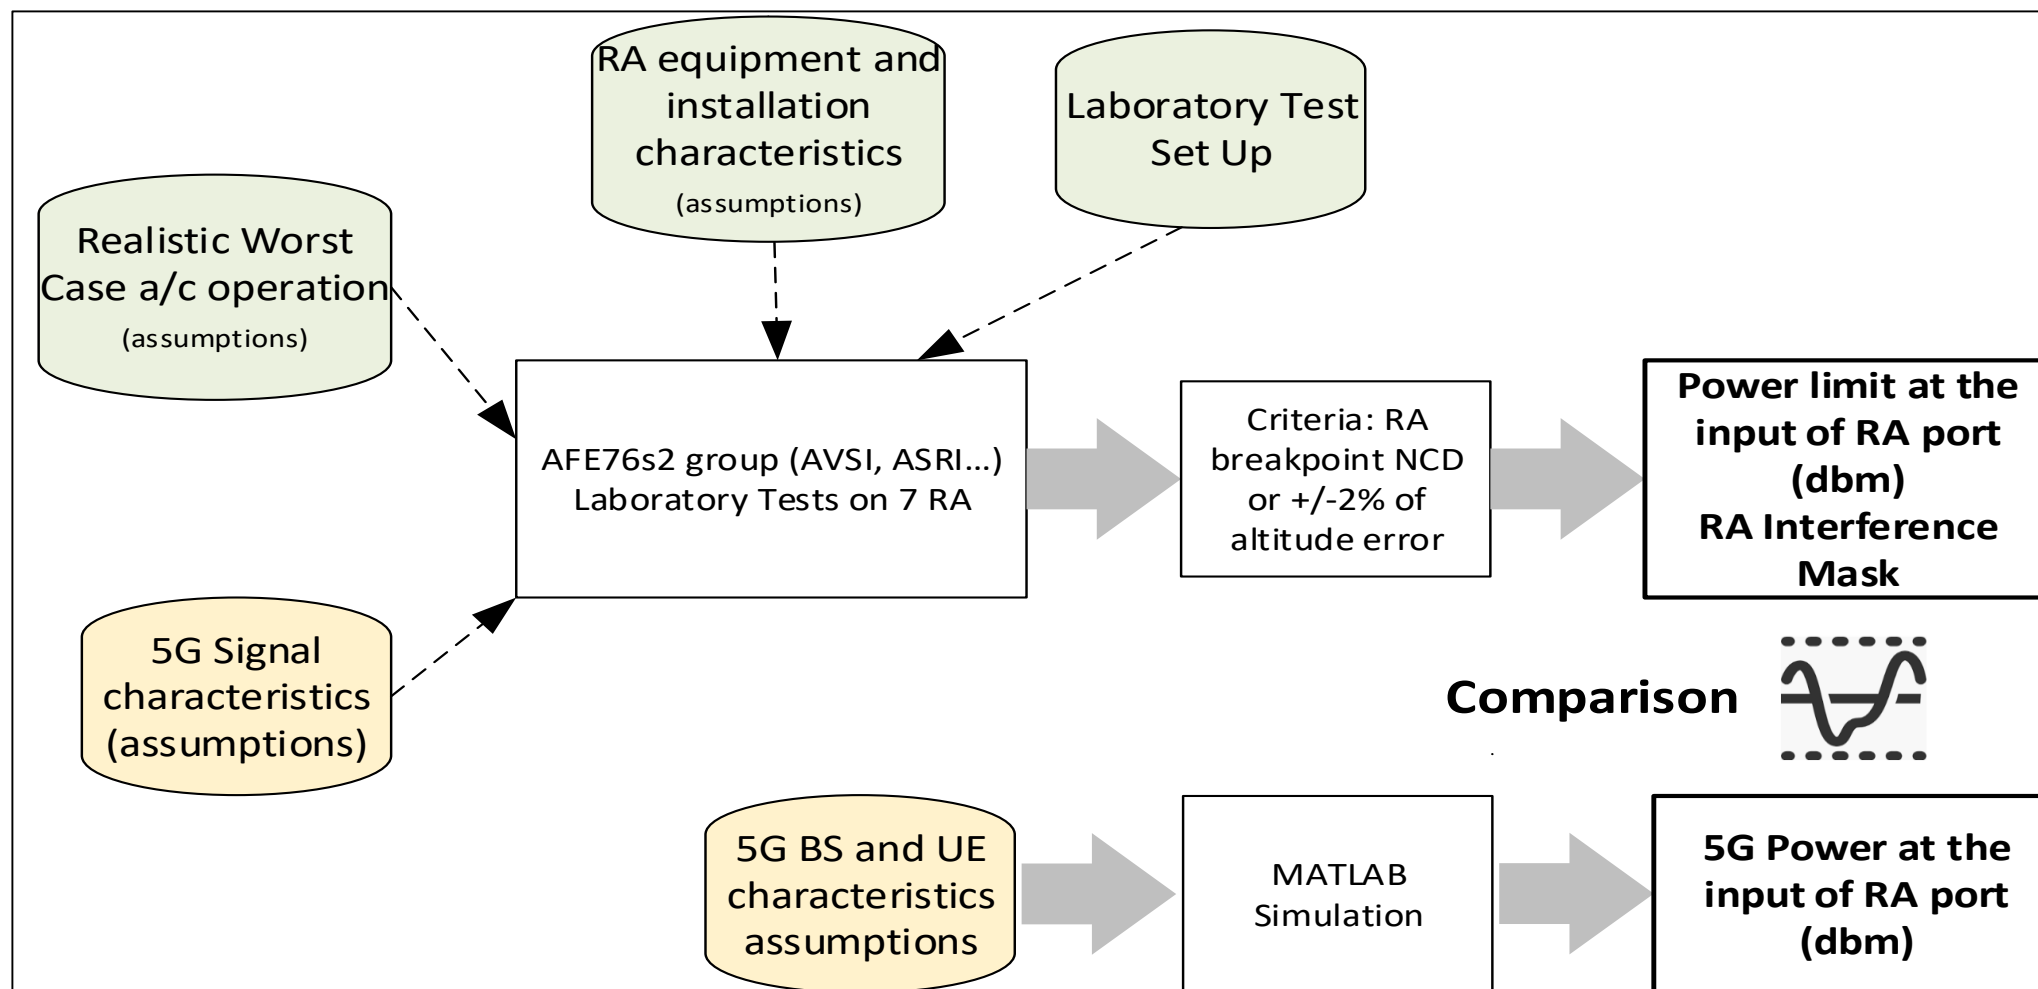 RA equipment and
installation
characteristics
(assumptions)
Laboratory Test
Set Up
Realistic Worst
Case a/c operation
(assumptions)
AFE76s2 group (AVSI, ASRI...)
Laboratory Tests on 7 RA
Criteria: RA
breakpoint NCD
or +/-2% of
altitude error
Power limit at the
input of RA port
(dbm)
RA Interference
Mask
5G Signal
characteristics
(assumptions)
Comparison
5G BS and UE
characteristics
assumptions
MATLAB
Simulation
5G Power at the
input of RA port
(dbm)